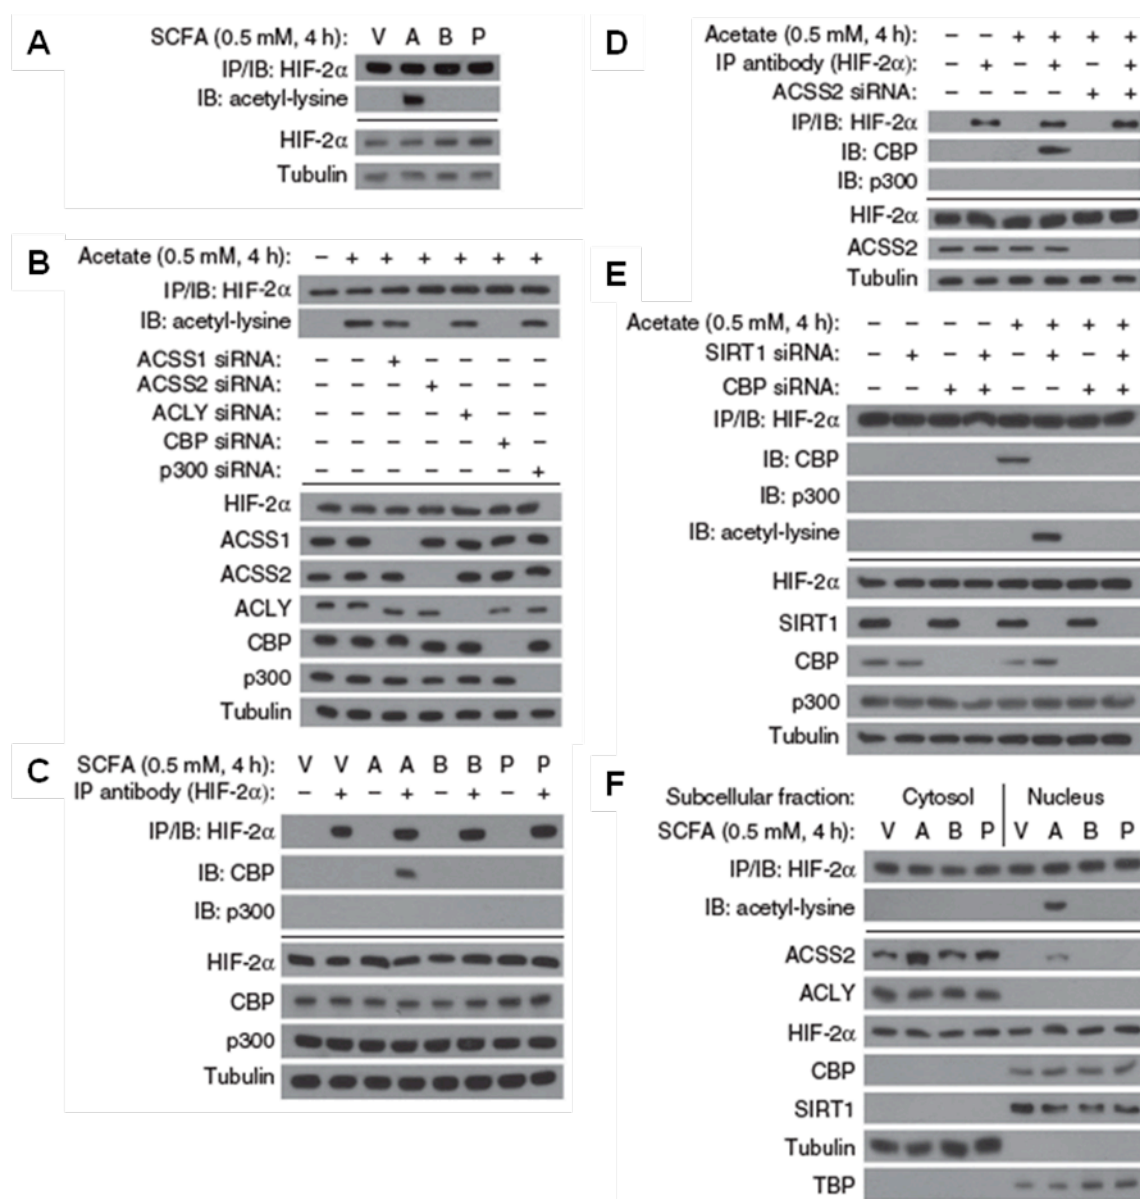 A
SCFA (0.5 mM, 4 h): V A B P
IP/IB: HIF-2α
IB: acetyl-lysine
HIF-2α
Tubulin
B
Acetate (0.5 mM, 4 h): – + + + + + +
IP/IB: HIF-2α
IB: acetyl-lysine
ACSS1 siRNA: – – + – – – –
ACSS2 siRNA: – – – + – – –
ACLY siRNA: – – – – + – –
CBP siRNA: – – – – – + –
p300 siRNA: – – – – – – +
HIF-2α
ACSS1
ACSS2
ACLY
CBP
p300
Tubulin
C
SCFA (0.5 mM, 4 h): V V A A B B P P
IP antibody (HIF-2α): – + – + – + – +
IP/IB: HIF-2α
IB: CBP
IB: p300
HIF-2α
CBP
p300
Tubulin
D
Acetate (0.5 mM, 4 h): – – + + + +
IP antibody (HIF-2α): – + – + – +
ACSS2 siRNA: – – – – + +
IP/IB: HIF-2α
IB: CBP
IB: p300
HIF-2α
ACSS2
Tubulin
E
Acetate (0.5 mM, 4 h): – – – – + + + +
SIRT1 siRNA: – + – + – + – +
CBP siRNA: – – + + – – + +
IP/IB: HIF-2α
IB: CBP
IB: p300
IB: acetyl-lysine
HIF-2α
SIRT1
CBP
p300
Tubulin
F
Subcellular fraction: Cytosol Nucleus
SCFA (0.5 mM, 4 h): V A B P V A B P
IP/IB: HIF-2α
IB: acetyl-lysine
ACSS2
ACLY
HIF-2α
CBP
SIRT1
Tubulin
TBP